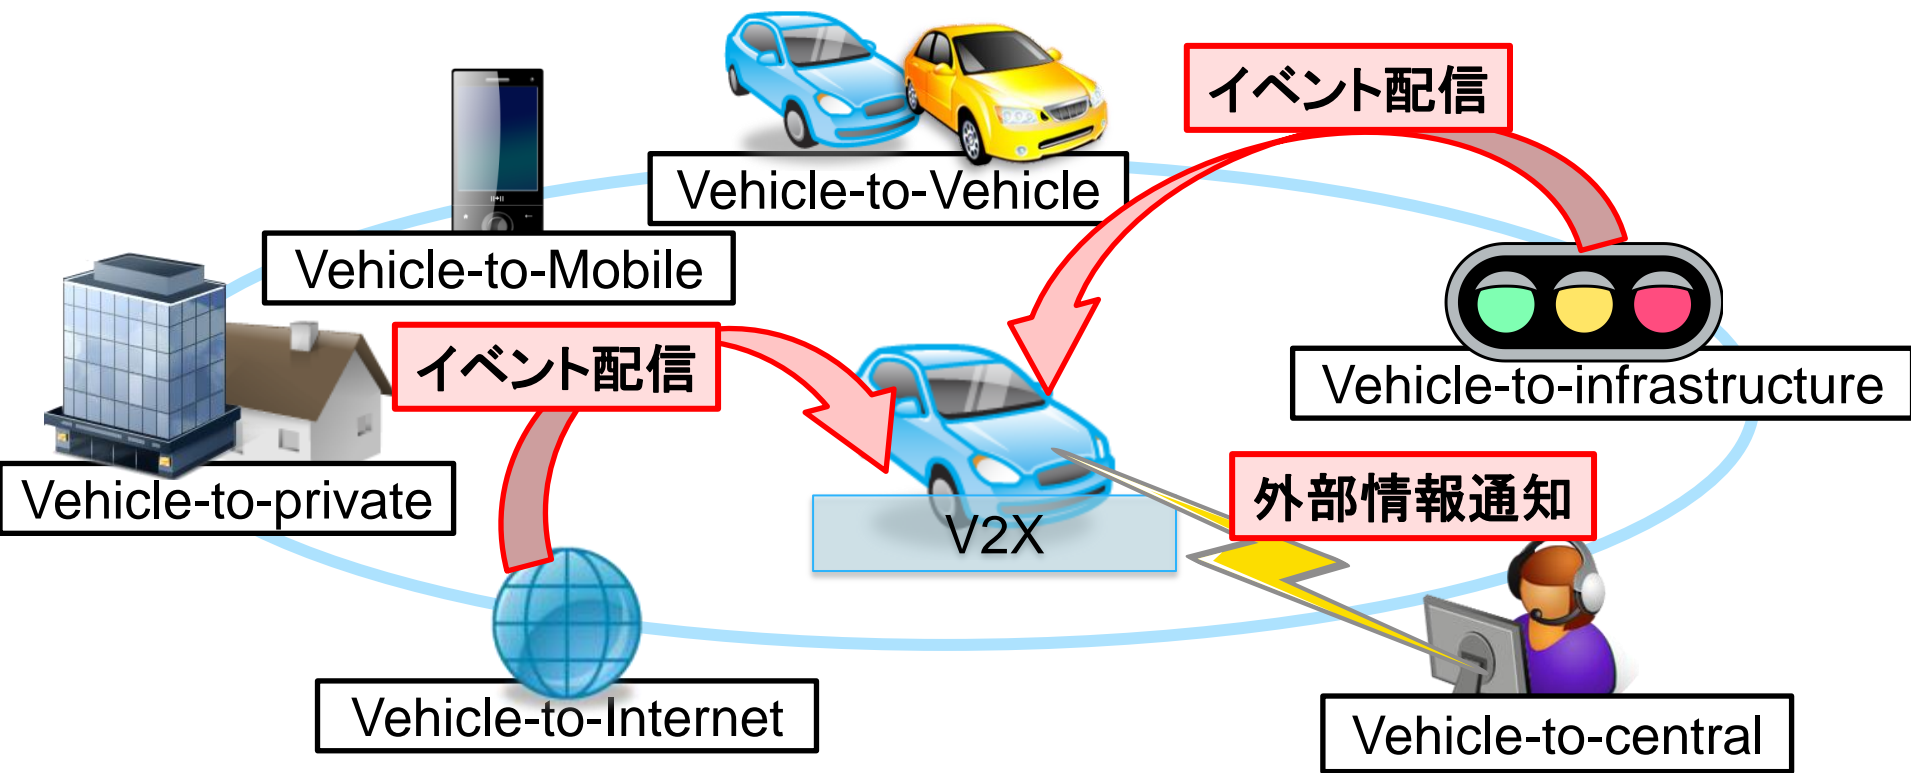 イベント配信
Vehicle-to-Vehicle
Vehicle-to-Mobile
イベント配信
Vehicle-to-infrastructure
Vehicle-to-private
外部情報通知
V2X
Vehicle-to-Internet
Vehicle-to-central